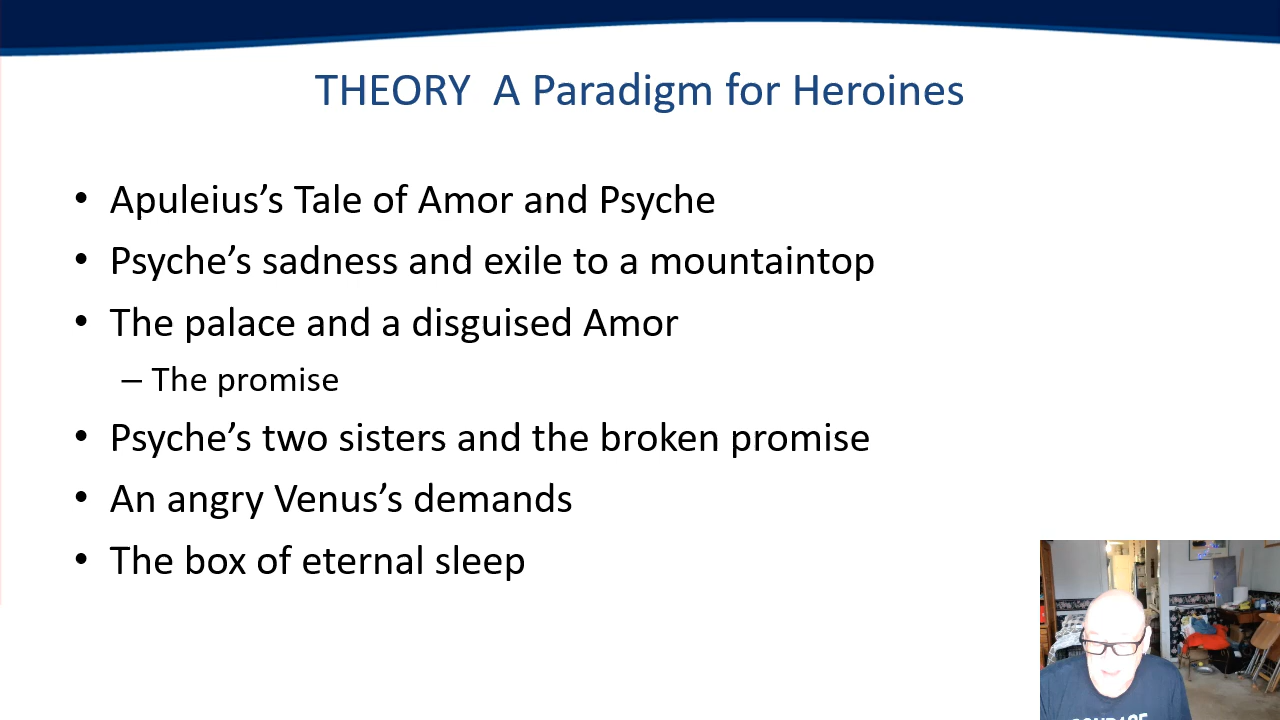 THEORY  A Paradigm for Heroines
• Apuleius’s Tale of Amor and Psyche
• Psyche’s sadness and exile to a mountaintop
• The palace and a disguised Amor
– The promise
• Psyche’s two sisters and the broken promise
• An angry Venus’s demands
• The box of eternal sleep